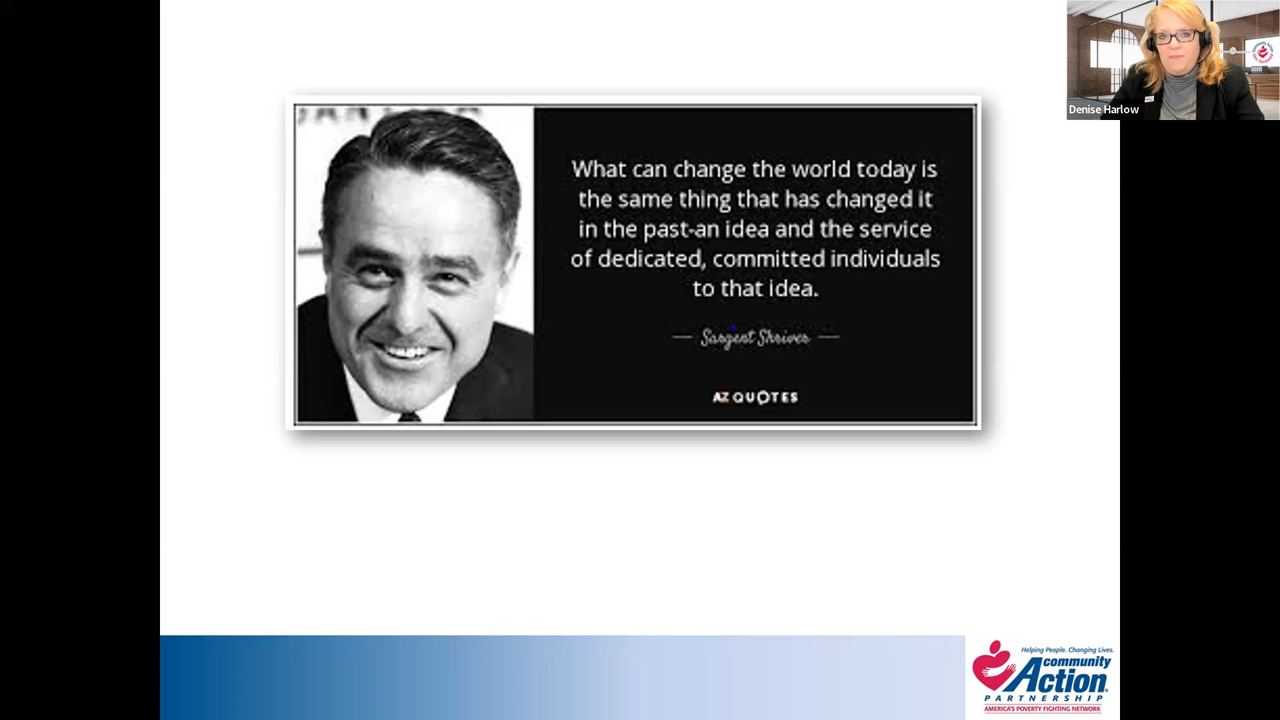 Denise Harlow
What can change the world today is
the same thing that has changed it
in the past-an idea and the service
of dedicated, committed individuals
to that idea.
— Sargent Shriver —
AZ QUOTES
Helping People. Changing Lives.
community
Action®
PARTNERSHIP
AMERICA'S POVERTY FIGHTING NETWORK